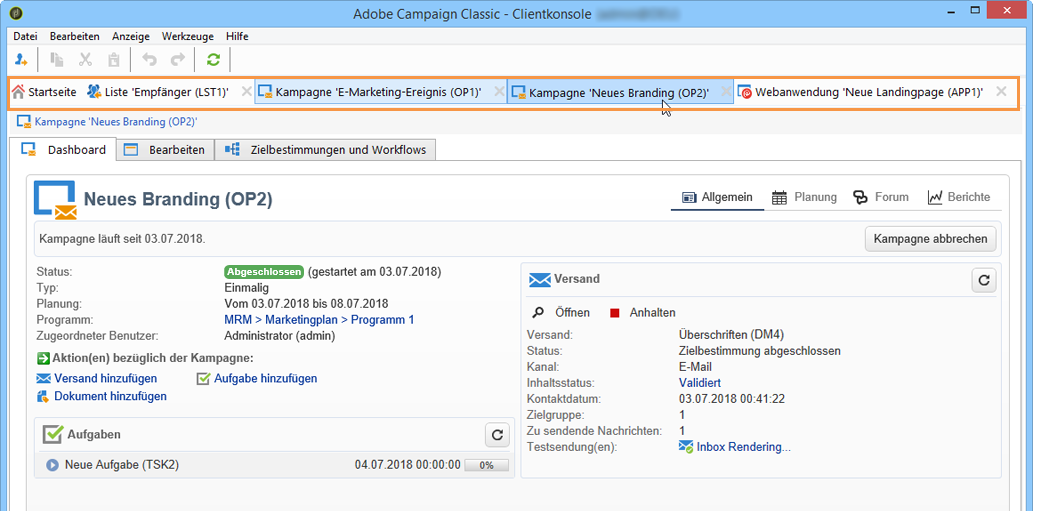 Adobe Campaign Classic - Clientkonsole
Datei Bearbeiten Anzeige Werkzeuge Hilfe
Startseite Liste 'Empfänger (LST1)' Kampagne 'E-Marketing-Ereignis (OP1)' Kampagne 'Neues Branding (OP2)' Webanwendung 'Neue Landingpage (APP1)'
Kampagne 'Neues Branding (OP2)'
Dashboard Bearbeiten Zielbestimmungen und Workflows
Neues Branding (OP2)
Allgemein Planung Forum Berichte
Kampagne läuft seit 03.07.2018.
Kampagne abbrechen
Status: Abgeschlossen (gestartet am 03.07.2018)
Typ: Einmalig
Planung: Vom 03.07.2018 bis 08.07.2018
Programm: MRM > Marketingplan > Programm 1
Zugeordneter Benutzer: Administrator (admin)
Aktion(en) bezüglich der Kampagne:
Versand hinzufügen Aufgabe hinzufügen
Dokument hinzufügen
Aufgaben
Neue Aufgabe (TSK2) 04.07.2018 00:00:00 0%
Versand
Öffnen Anhalten
Versand: Überschriften (DM4)
Status: Zielbestimmung abgeschlossen
Kanal: E-Mail
Inhaltsstatus: Validiert
Kontaktdatum: 03.07.2018 00:41:22
Zielgruppe: 1
Zu sendende Nachrichten: 1
Testsendung(en): Inbox Rendering...